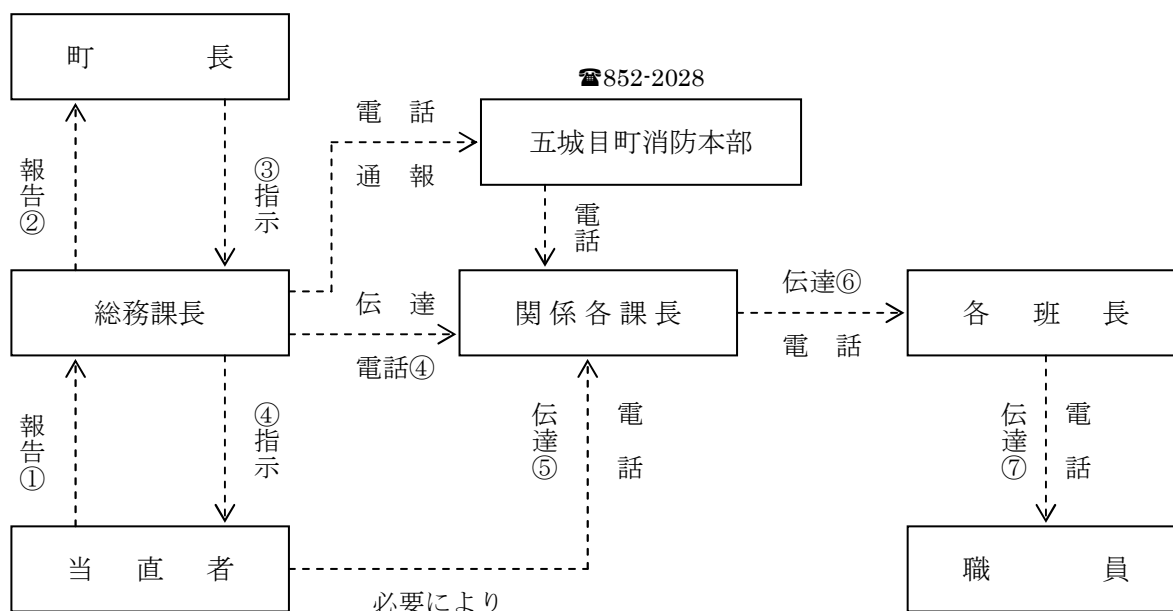 町長
☎852-2028
電話
通報
五城目町消防本部
報告②
③指示
電話
総務課長
伝達
電話④
関係各課長
伝達⑥
電話
各班長
報告①
④指示
伝達⑤
電話
伝達⑦
電話
当直者
必要により
職員